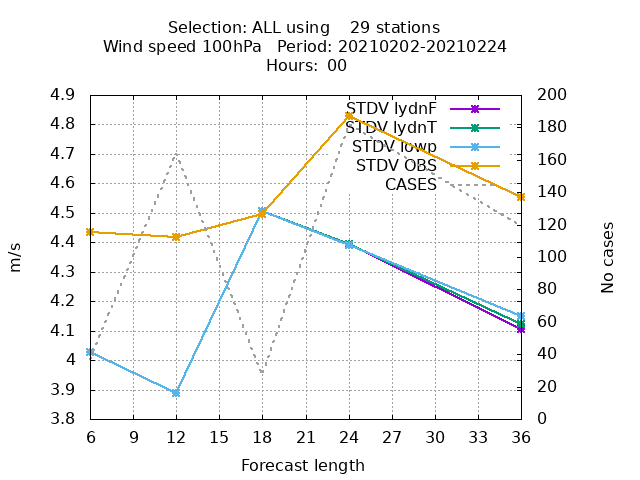 Selection: ALL using 29 stations
Wind speed 100hPa Period: 20210202-20210224
Hours: 00
4.9
4.8
4.7
4.6
4.5
4.4
4.3
4.2
4.1
4
3.9
3.8
m/s
STDV lydnF
STDV lydnT
STDV lowp
STDV OBS
CASES
200
180
160
140
120
100
80
60
40
20
0
No cases
6 9 12 15 18 21 24 27 30 33 36
Forecast length